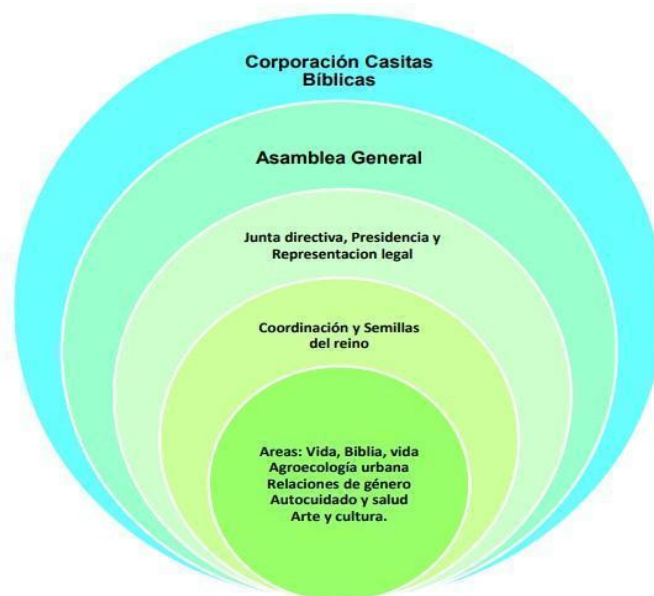 Corporación Casitas
Bíblicas
Asamblea General
Junta directiva, Presidencia y
Representacion legal
Coordinación y Semillas
del reino
Areas: Vida, Biblia, vida
Agroecología urbana
Relaciones de género
Autocuidado y salud
Arte y cultura.